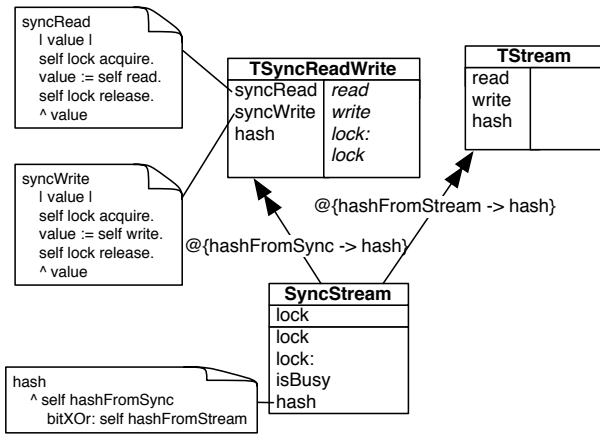 syncRead
| value |
self lock acquire.
value := self read.
self lock release.
^ value
syncWrite
| value |
self lock acquire.
value := self write.
self lock release.
^ value
TSyncReadWrite
syncRead
syncWrite
hash
read
write
lock:
lock
TStream
read
write
hash
@{hashFromStream -> hash}
@{hashFromSync -> hash}
SyncStream
lock
lock
lock:
isBusy
hash
hash
^ self hashFromSync
bitXOr: self hashFromStream